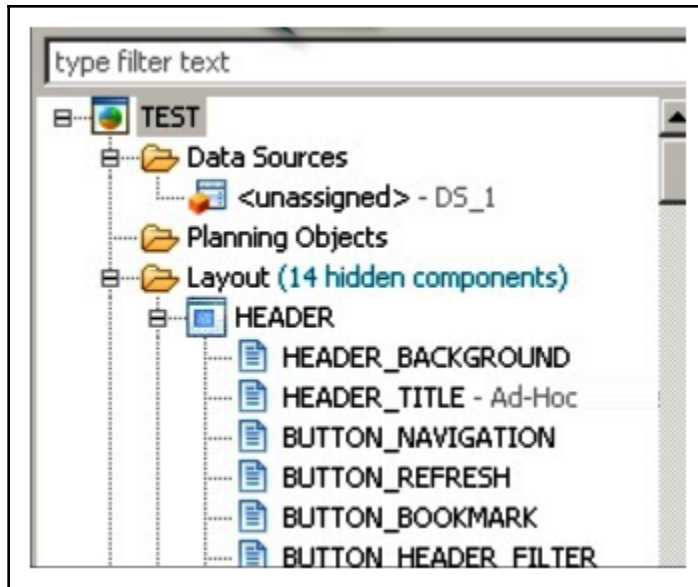 type filter text
TEST
Data Sources
<unassigned> - DS_1
Planning Objects
Layout (14 hidden components)
HEADER
HEADER_BACKGROUND
HEADER_TITLE - Ad-Hoc
BUTTON_NAVIGATION
BUTTON_REFRESH
BUTTON_BOOKMARK
BUTTON_HEADER_FILTER